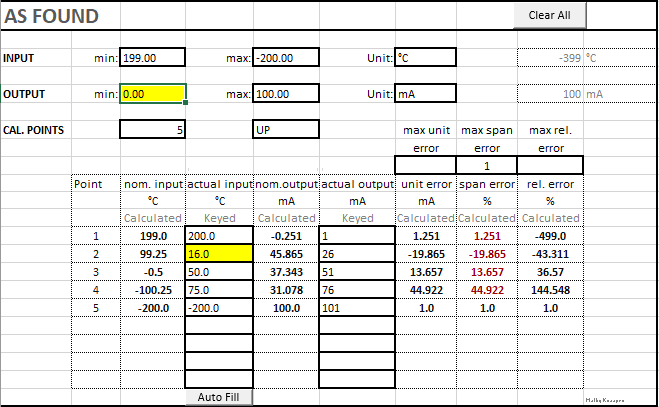 AS FOUND Clear All
INPUT min: 199.00 max: -200.00 Unit: °C -399 °C
OUTPUT min: 0.00 max: 100.00 Unit: mA 100 mA
CAL. POINTS 5 UP max unit max span max rel.
error error error
1
Point nom. input actual input nom.output actual output unit error span error rel. error
°C °C mA mA mA % %
Calculated Keyed Calculated Keyed Calculated Calculated Calculated
1 199.0 200.0 -0.251 1 1.251 1.251 -499.0
2 99.25 16.0 45.865 26 -19.865 -19.865 -43.311
3 -0.5 50.0 37.343 51 13.657 13.657 36.57
4 -100.25 75.0 31.078 76 44.922 44.922 144.548
5 -200.0 -200.0 100.0 101 1.0 1.0 1.0
Auto Fill